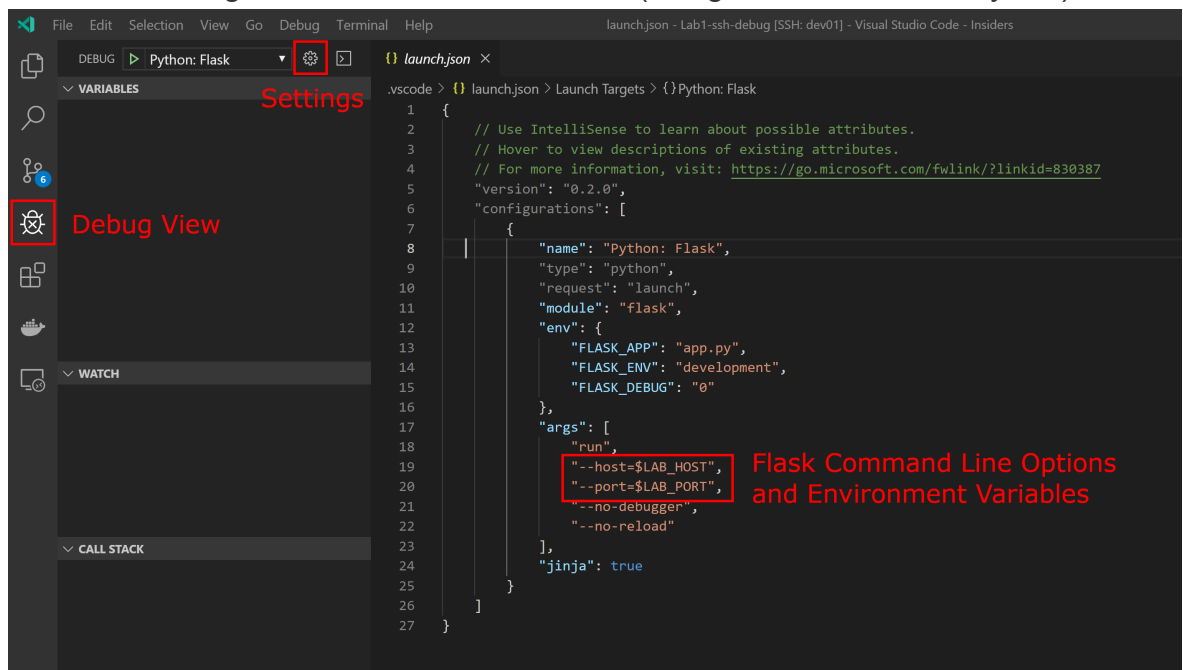 File Edit Selection View Go Debug Terminal Help launch.json - Lab1-ssh-debug [SSH: dev01] - Visual Studio Code - Insiders
DEBUG Python: Flask
Settings
VARIABLES
6
Debug View
WATCH
CALL STACK
{} launch.json ×
.vscode > {} launch.json > Launch Targets > {} Python: Flask
1 {
2 // Use IntelliSense to learn about possible attributes.
3 // Hover to view descriptions of existing attributes.
4 // For more information, visit: https://go.microsoft.com/fwlink/?linkid=830387
5 "version": "0.2.0",
6 "configurations": [
7 {
8 "name": "Python: Flask",
9 "type": "python",
10 "request": "launch",
11 "module": "flask",
12 "env": {
13 "FLASK_APP": "app.py",
14 "FLASK_ENV": "development",
15 "FLASK_DEBUG": "0"
16 },
17 "args": [
18 "run",
19 "--host=$LAB_HOST",
20 "--port=$LAB_PORT",
21 "--no-debugger",
22 "--no-reload"
23 ],
24 "jinja": true
25 }
26 ]
27 }
Flask Command Line Options
and Environment Variables